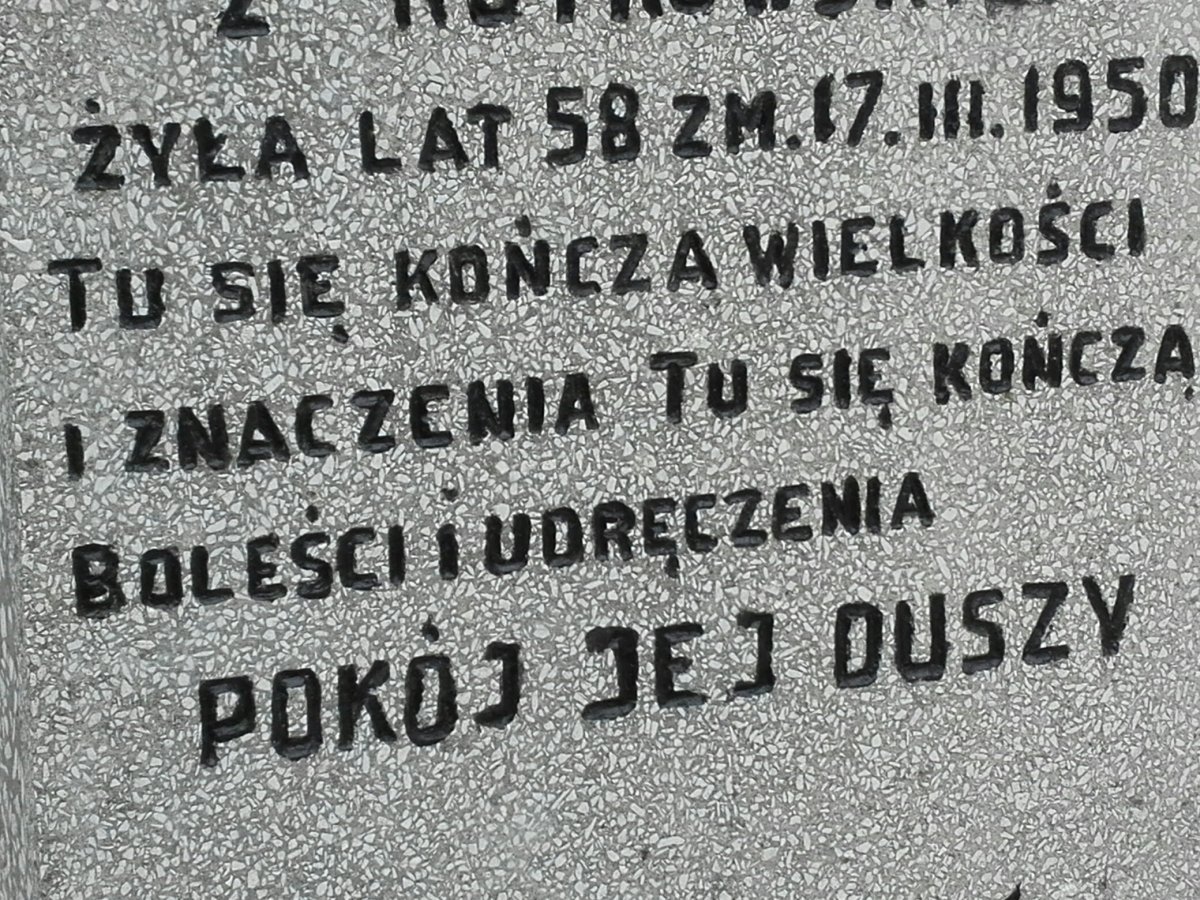 Z
ŻYŁA LAT 58 ZM. 17. III. 1950
TU SIĘ KOŃCZA WIELKOŚCI
I ZNACZENIA TU SIĘ KOŃCZĄ
BOLEŚCI I UDRĘCZENIA
POKÓJ JEJ DUSZY